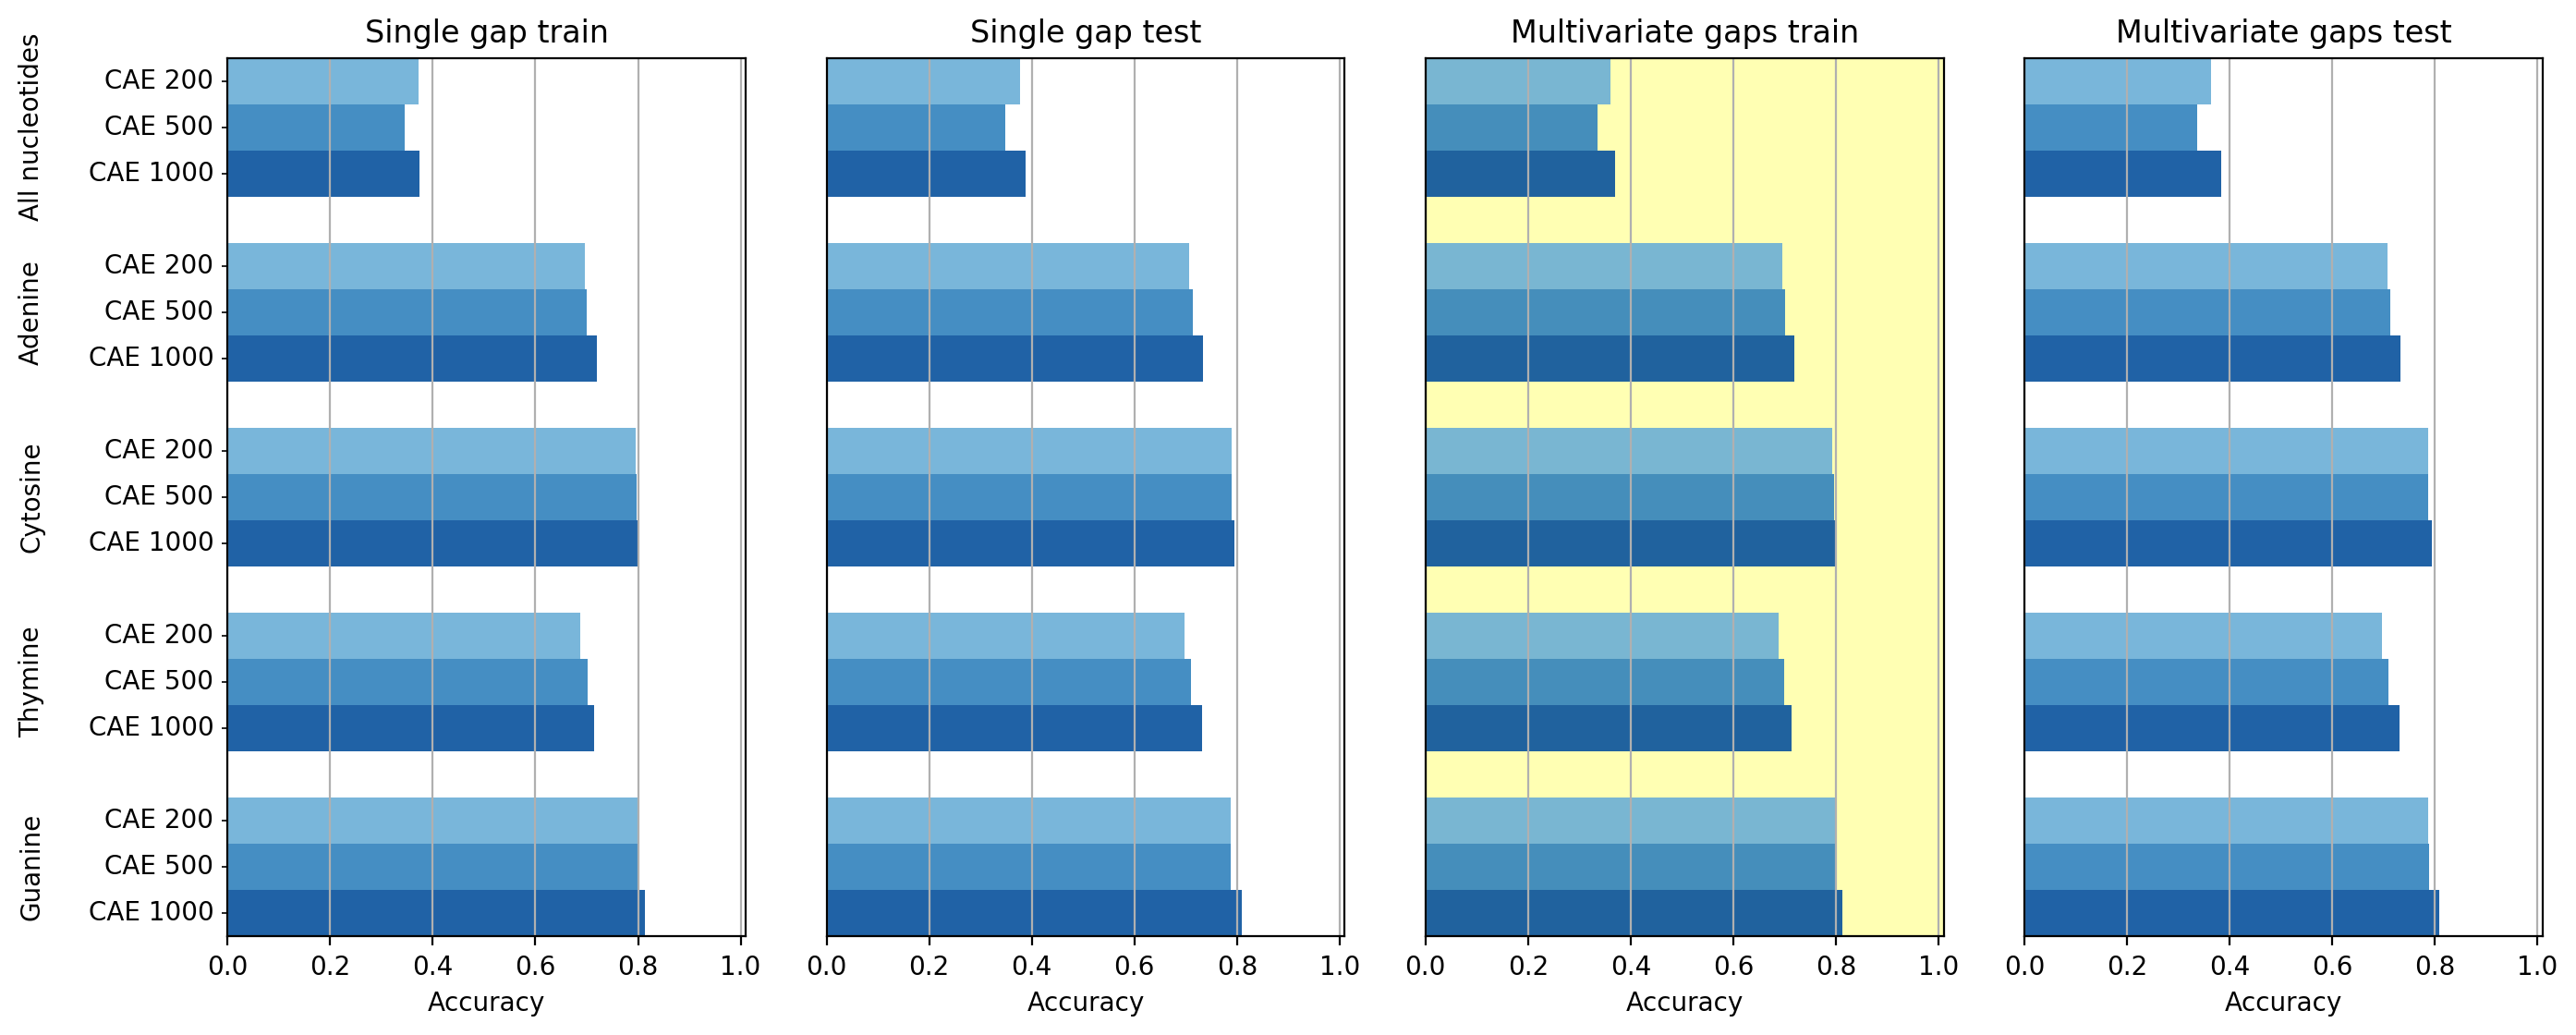 Single gap train
Single gap test
Multivariate gaps train
Multivariate gaps test
All nucleotides
CAE 200
CAE 500
CAE 1000
Adenine
CAE 200
CAE 500
CAE 1000
Cytosine
CAE 200
CAE 500
CAE 1000
Thymine
CAE 200
CAE 500
CAE 1000
Guanine
CAE 200
CAE 500
CAE 1000
0.0 0.2 0.4 0.6 0.8 1.0
0.0 0.2 0.4 0.6 0.8 1.0
0.0 0.2 0.4 0.6 0.8 1.0
0.0 0.2 0.4 0.6 0.8 1.0
Accuracy
Accuracy
Accuracy
Accuracy